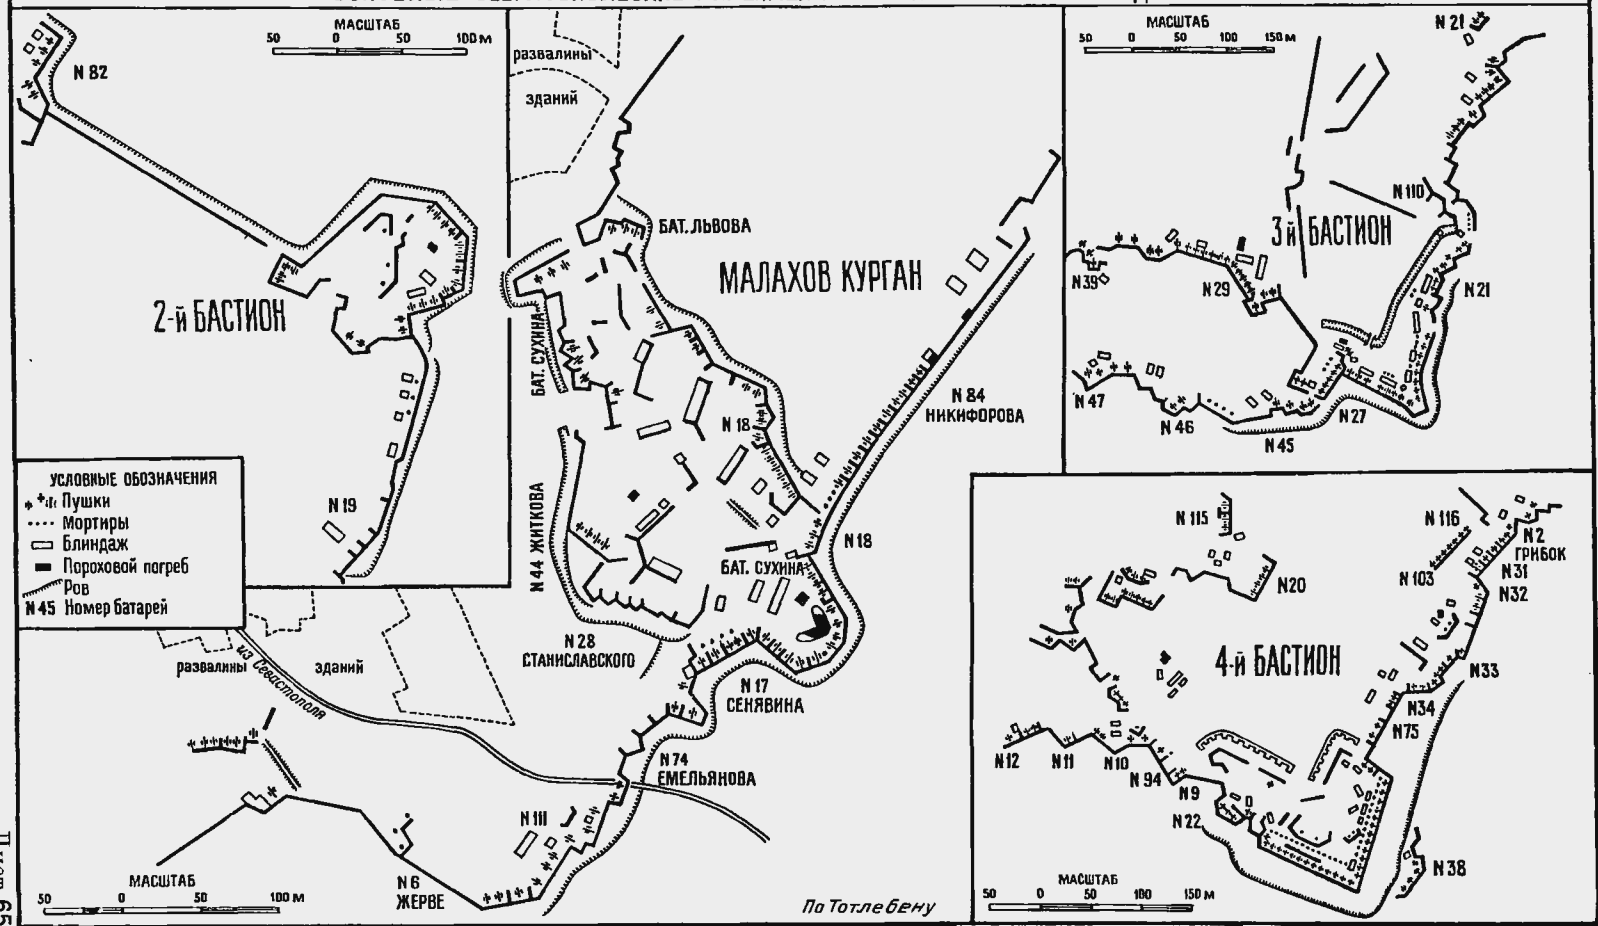 МАСШТАБ
50 0 50 100 м
N 82
2-й БАСТИОН
N 19
УСЛОВНЫЕ ОБОЗНАЧЕНИЯ
Пушки
Мортиры
Блиндаж
Пороховой погреб
Ров
N 45 Номер батарей
развалины
зданий
БАТ. ЛЬВОВА
МАЛАХОВ КУРГАН
БАТ. СУХИНА
N 18
N 84
НИКИФОРОВА
N 44 ЖИТКОВА
N 18
БАТ. СУХИНА
N 28
СТАНИСЛАВСКОГО
N 17
СЕНЯВИНА
развалины
зданий
из Севастополя
N 74
ЕМЕЛЬЯНОВА
N 111
N 6
ЖЕРВЕ
МАСШТАБ
50 0 50 100 м
По Тотлебену
МАСШТАБ
50 0 50 100 150 м
N 21
N 110
3й БАСТИОН
N 39
N 29
N 21
N 47
N 46
N 45
N 27
N 115
N 116
N 2
ГРИБОК
N 103
N 31
N 20
N 32
4-й БАСТИОН
N 33
N 34
N 75
N 12
N 11
N 10
N 94
N 9
N 22
N 38
МАСШТАБ
50 0 50 100 150 м